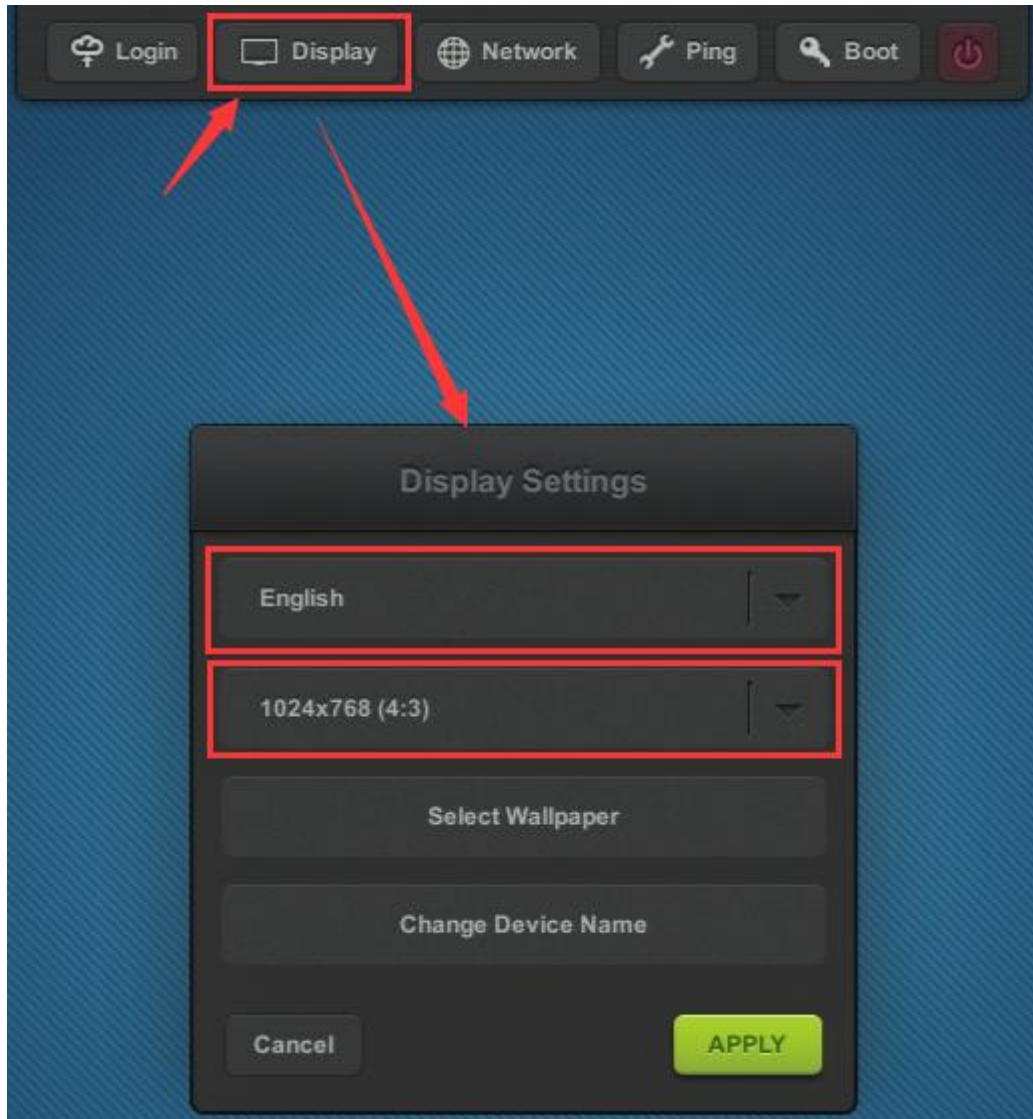 Login Display Network Ping Boot
Display Settings
English
1024x768 (4:3)
Select Wallpaper
Change Device Name
Cancel APPLY